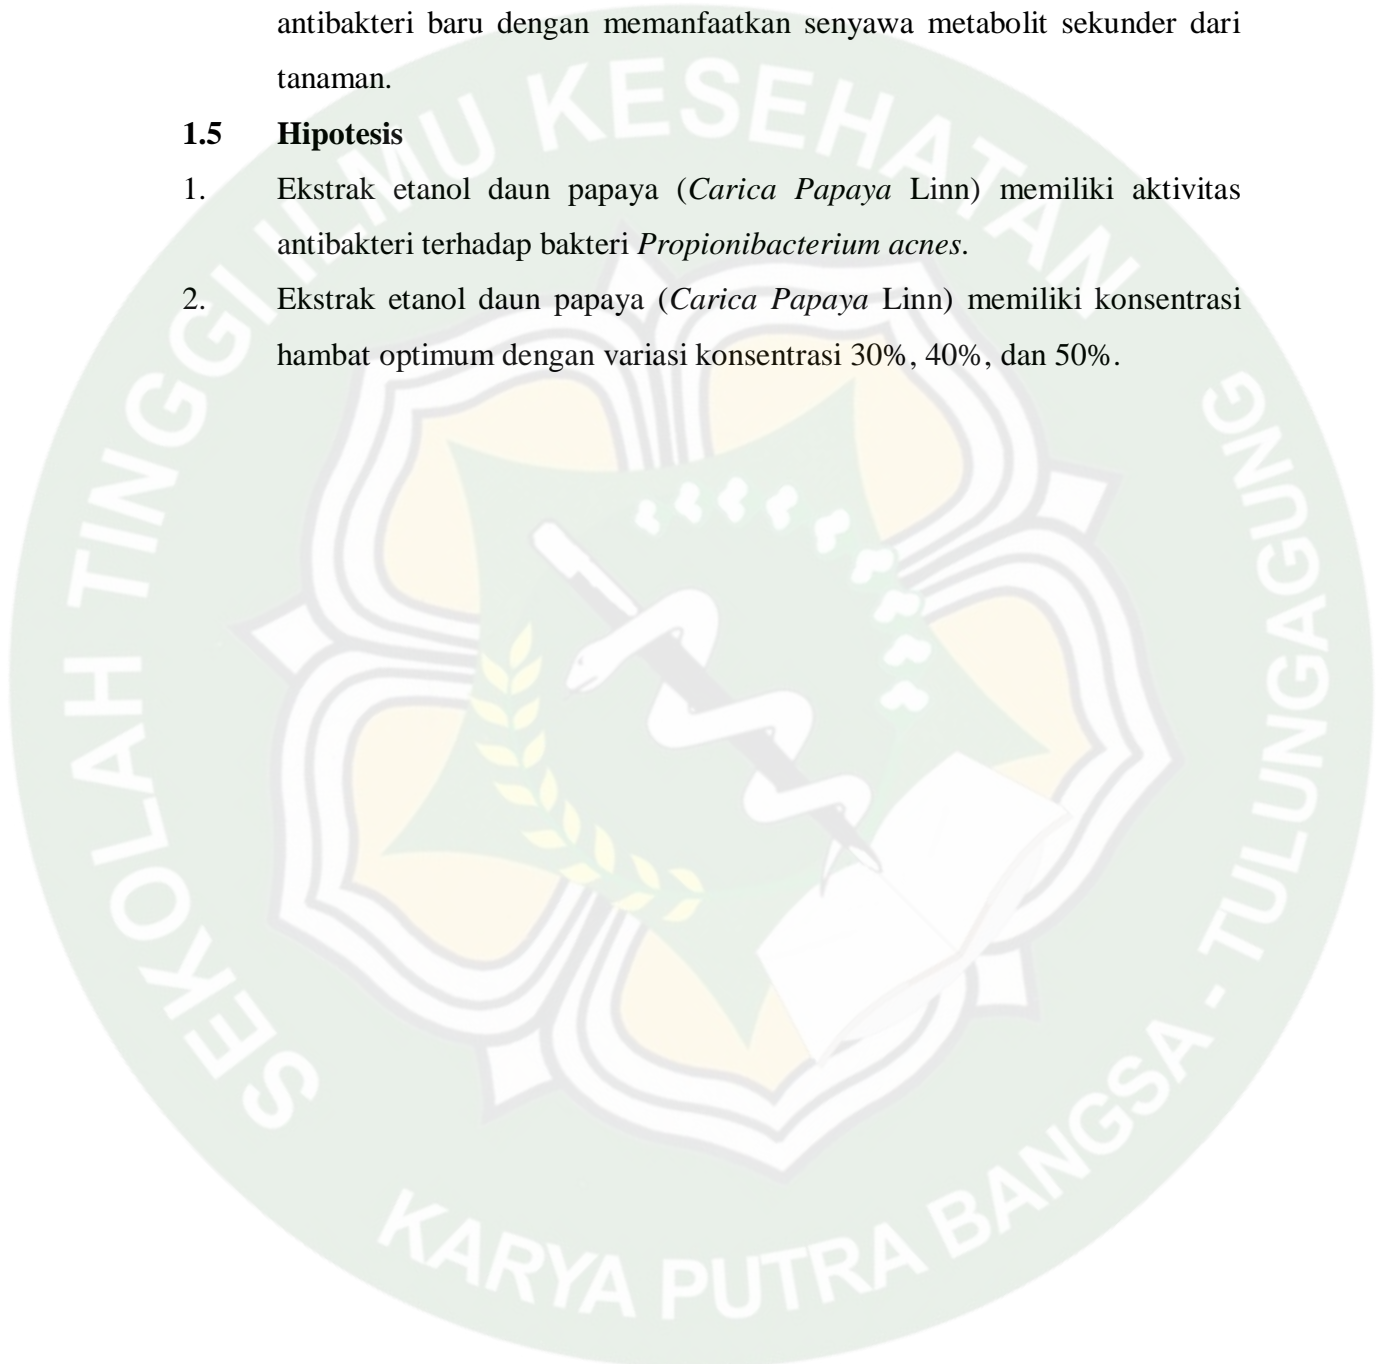 antibakteri baru dengan memanfaatkan senyawa metabolit sekunder dari
tanaman.
1.5 Hipotesis
1. Ekstrak etanol daun papaya (Carica Papaya Linn) memiliki aktivitas
antibakteri terhadap bakteri Propionibacterium acnes.
2. Ekstrak etanol daun papaya (Carica Papaya Linn) memiliki konsentrasi
hambat optimum dengan variasi konsentrasi 30%, 40%, dan 50%.
SEKOLAH TINGGI ILMU KESEHATAN
KARYA PUTRA BANGSA - TULUNGAGUNG